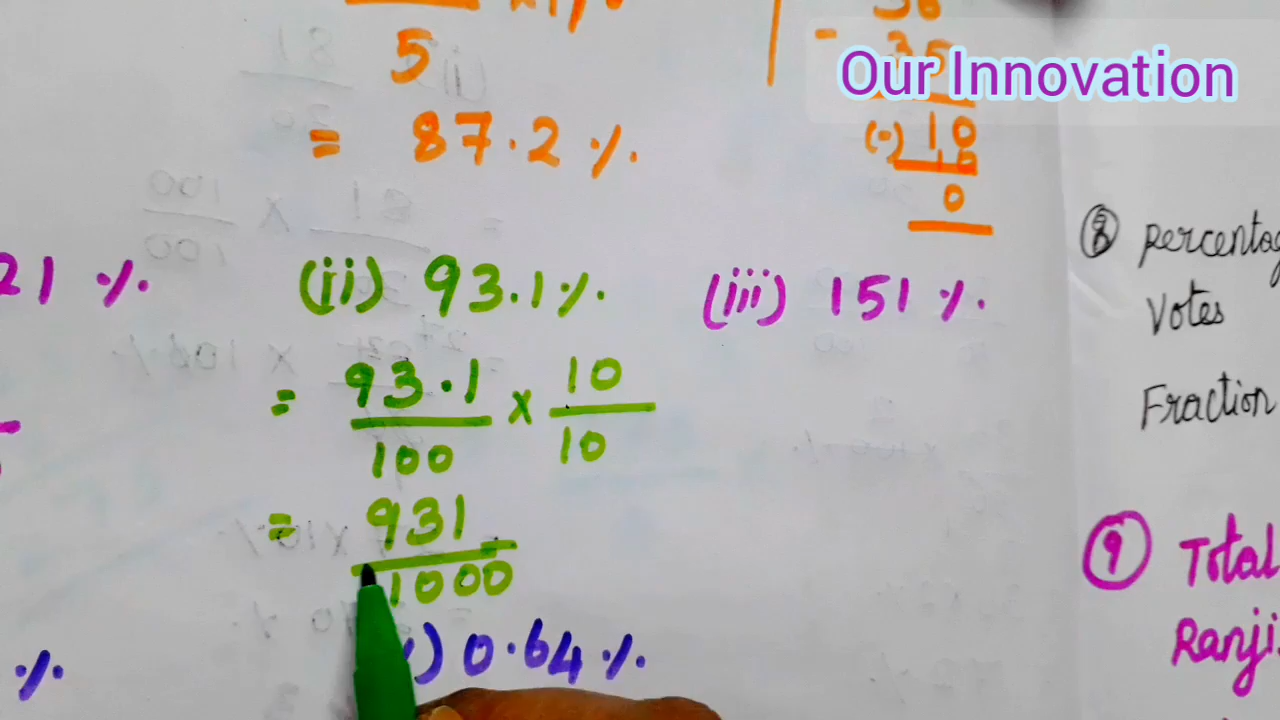 Our Innovation
5
= 87.2 %
- 35
(-) 10
10
0
21 %
(ii) 93.1 %
= 93.1/100 × 10/10
= 931/1000
(iii) 151 %
%
) 0.64 %
8 Percentag
Votes
Fraction
9 Total
Ranji